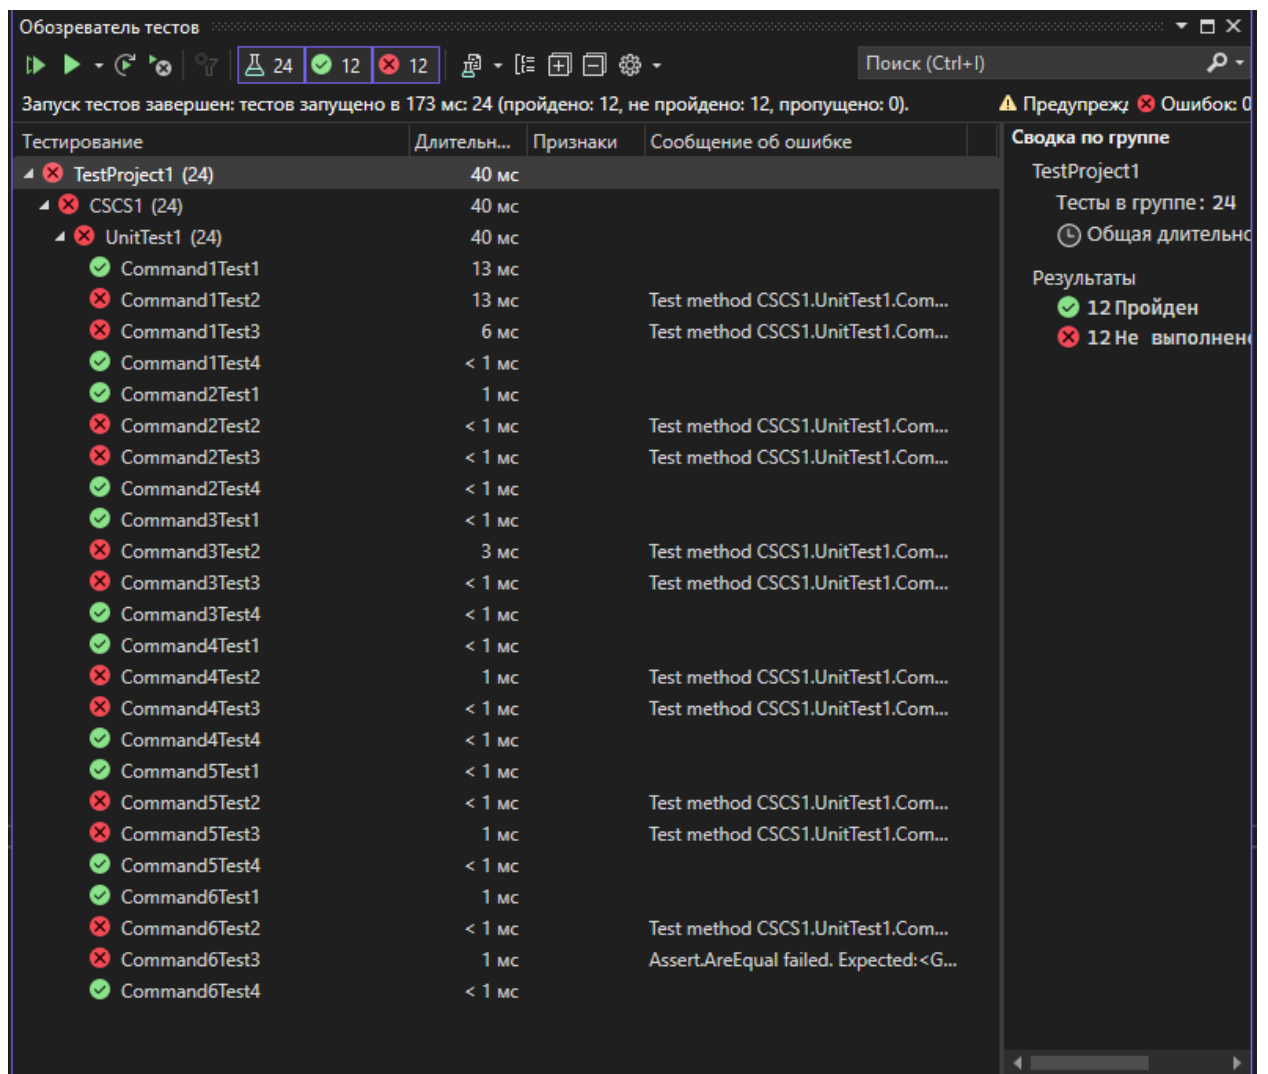 Обозреватель тестов
24 12 12 Поиск (Ctrl+I)
Запуск тестов завершен: тестов запущено в 173 мс: 24 (пройдено: 12, не пройдено: 12, пропущено: 0). Предупреж Ошибок: 0
Тестирование Длительн... Признаки Сообщение об ошибке
TestProject1 (24) 40 мс
CSCS1 (24) 40 мс
UnitTest1 (24) 40 мс
Command1Test1 13 мс
Command1Test2 13 мс Test method CSCS1.UnitTest1.Com...
Command1Test3 6 мс Test method CSCS1.UnitTest1.Com...
Command1Test4 < 1 мс
Command2Test1 1 мс
Command2Test2 < 1 мс Test method CSCS1.UnitTest1.Com...
Command2Test3 < 1 мс Test method CSCS1.UnitTest1.Com...
Command2Test4 < 1 мс
Command3Test1 < 1 мс
Command3Test2 3 мс Test method CSCS1.UnitTest1.Com...
Command3Test3 < 1 мс Test method CSCS1.UnitTest1.Com...
Command3Test4 < 1 мс
Command4Test1 < 1 мс
Command4Test2 1 мс Test method CSCS1.UnitTest1.Com...
Command4Test3 < 1 мс Test method CSCS1.UnitTest1.Com...
Command4Test4 < 1 мс
Command5Test1 < 1 мс
Command5Test2 < 1 мс Test method CSCS1.UnitTest1.Com...
Command5Test3 1 мс Test method CSCS1.UnitTest1.Com...
Command5Test4 < 1 мс
Command6Test1 1 мс
Command6Test2 < 1 мс Test method CSCS1.UnitTest1.Com...
Command6Test3 1 мс Assert.AreEqual failed. Expected:<G...
Command6Test4 < 1 мс
Сводка по группе
TestProject1
Тесты в группе: 24
Общая длительно
Результаты
12 Пройден
12 Не выполнено